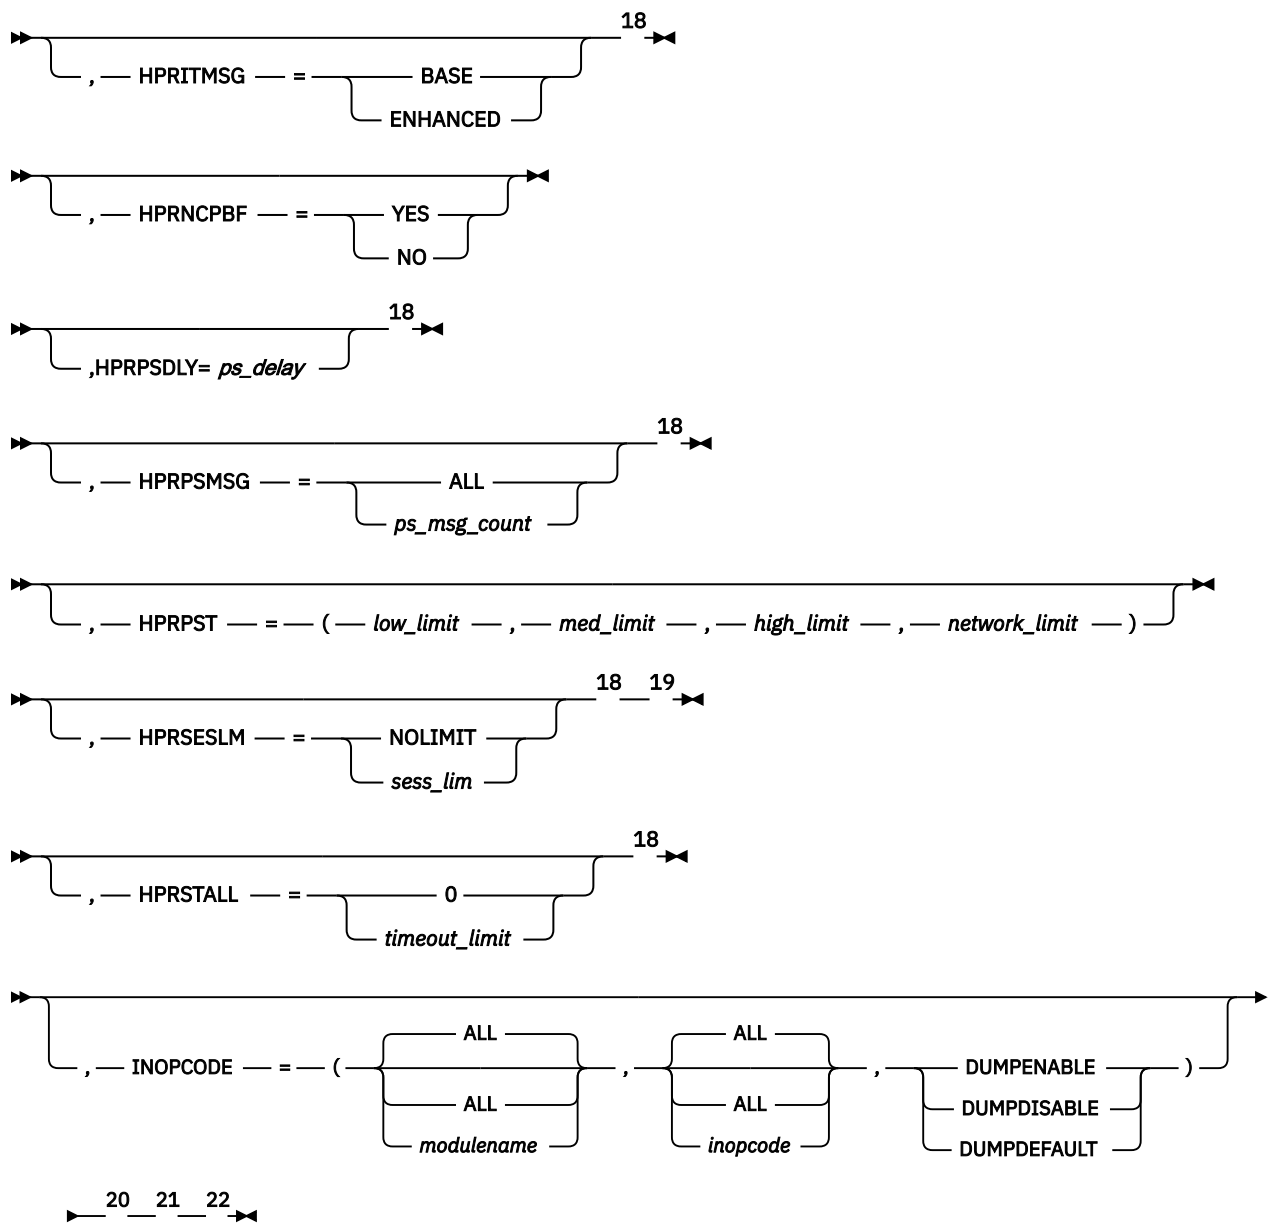 18
, HPRITMSG = BASE
ENHANCED
, HPRNCPBF = YES
NO
18
,HPRPSDLY= ps_delay
18
, HPRPSMSG = ALL
ps_msg_count
, HPRPST = ( low_limit , med_limit , high_limit , network_limit )
18 19
, HPRSESLM = NOLIMIT
sess_lim
18
, HPRSTALL = 0
timeout_limit
ALL ALL
, INOPCODE = ( , , DUMPENABLE )
ALL ALL DUMPDISABLE
modulename inopcode DUMPDEFAULT
20 21 22